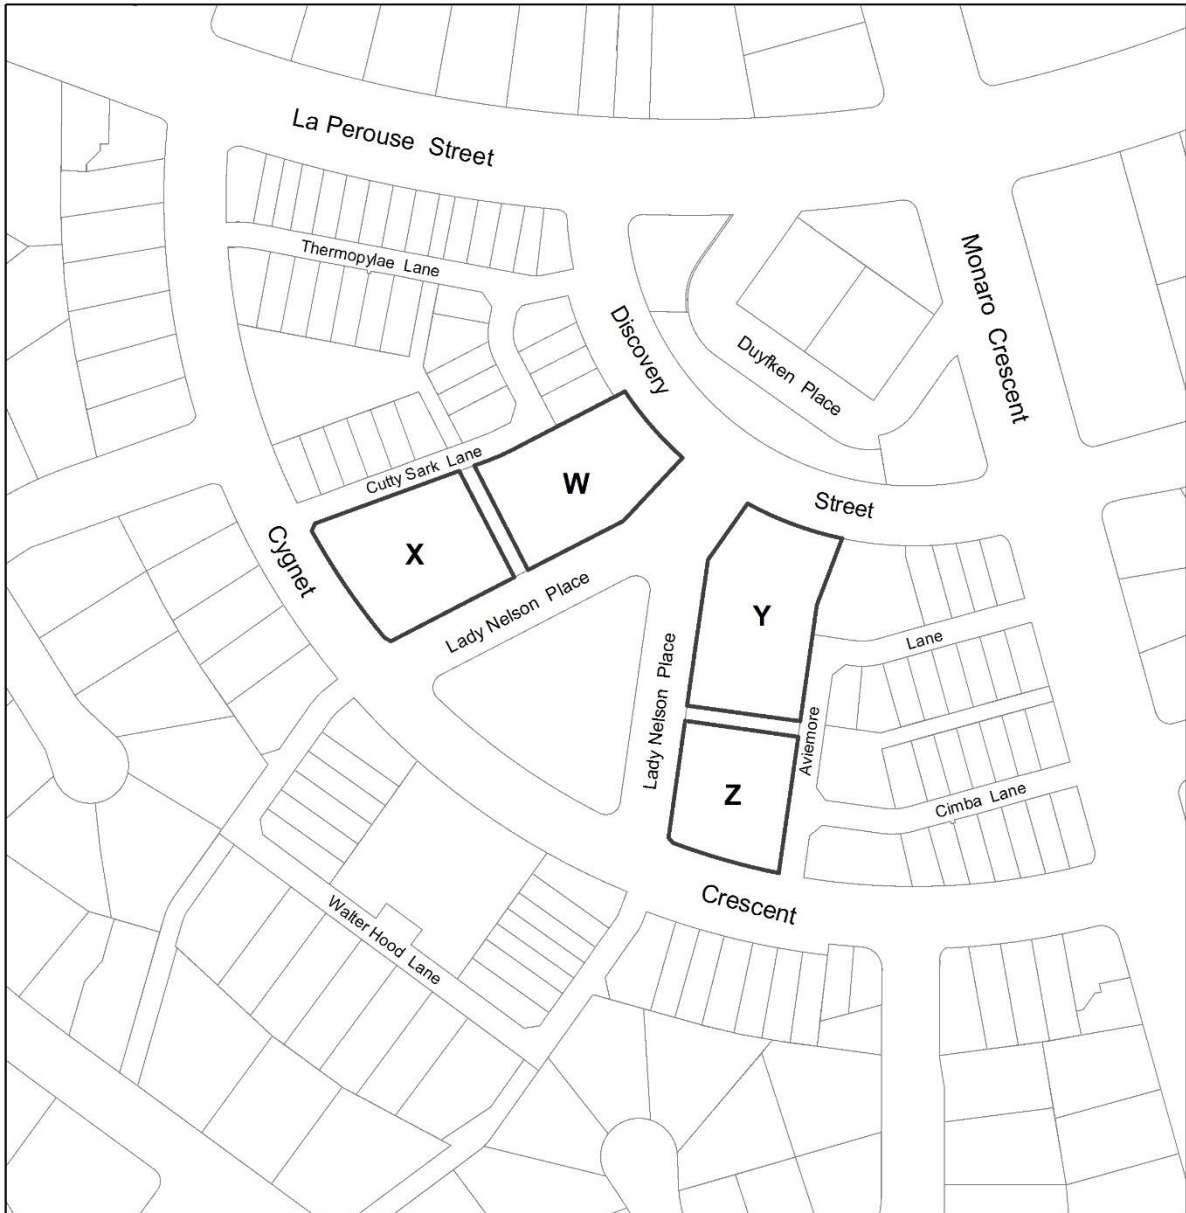 La Perouse Street
Thermopylae Lane
Monaro Crescent
Discovery
Duyfken Place
Cutty Sark Lane
W
Street
X
Cygnet
Lady Nelson Place
Y
Lane
Lady Nelson Place
Aviemore
Z
Cimba Lane
Crescent
Walter Hood Lane